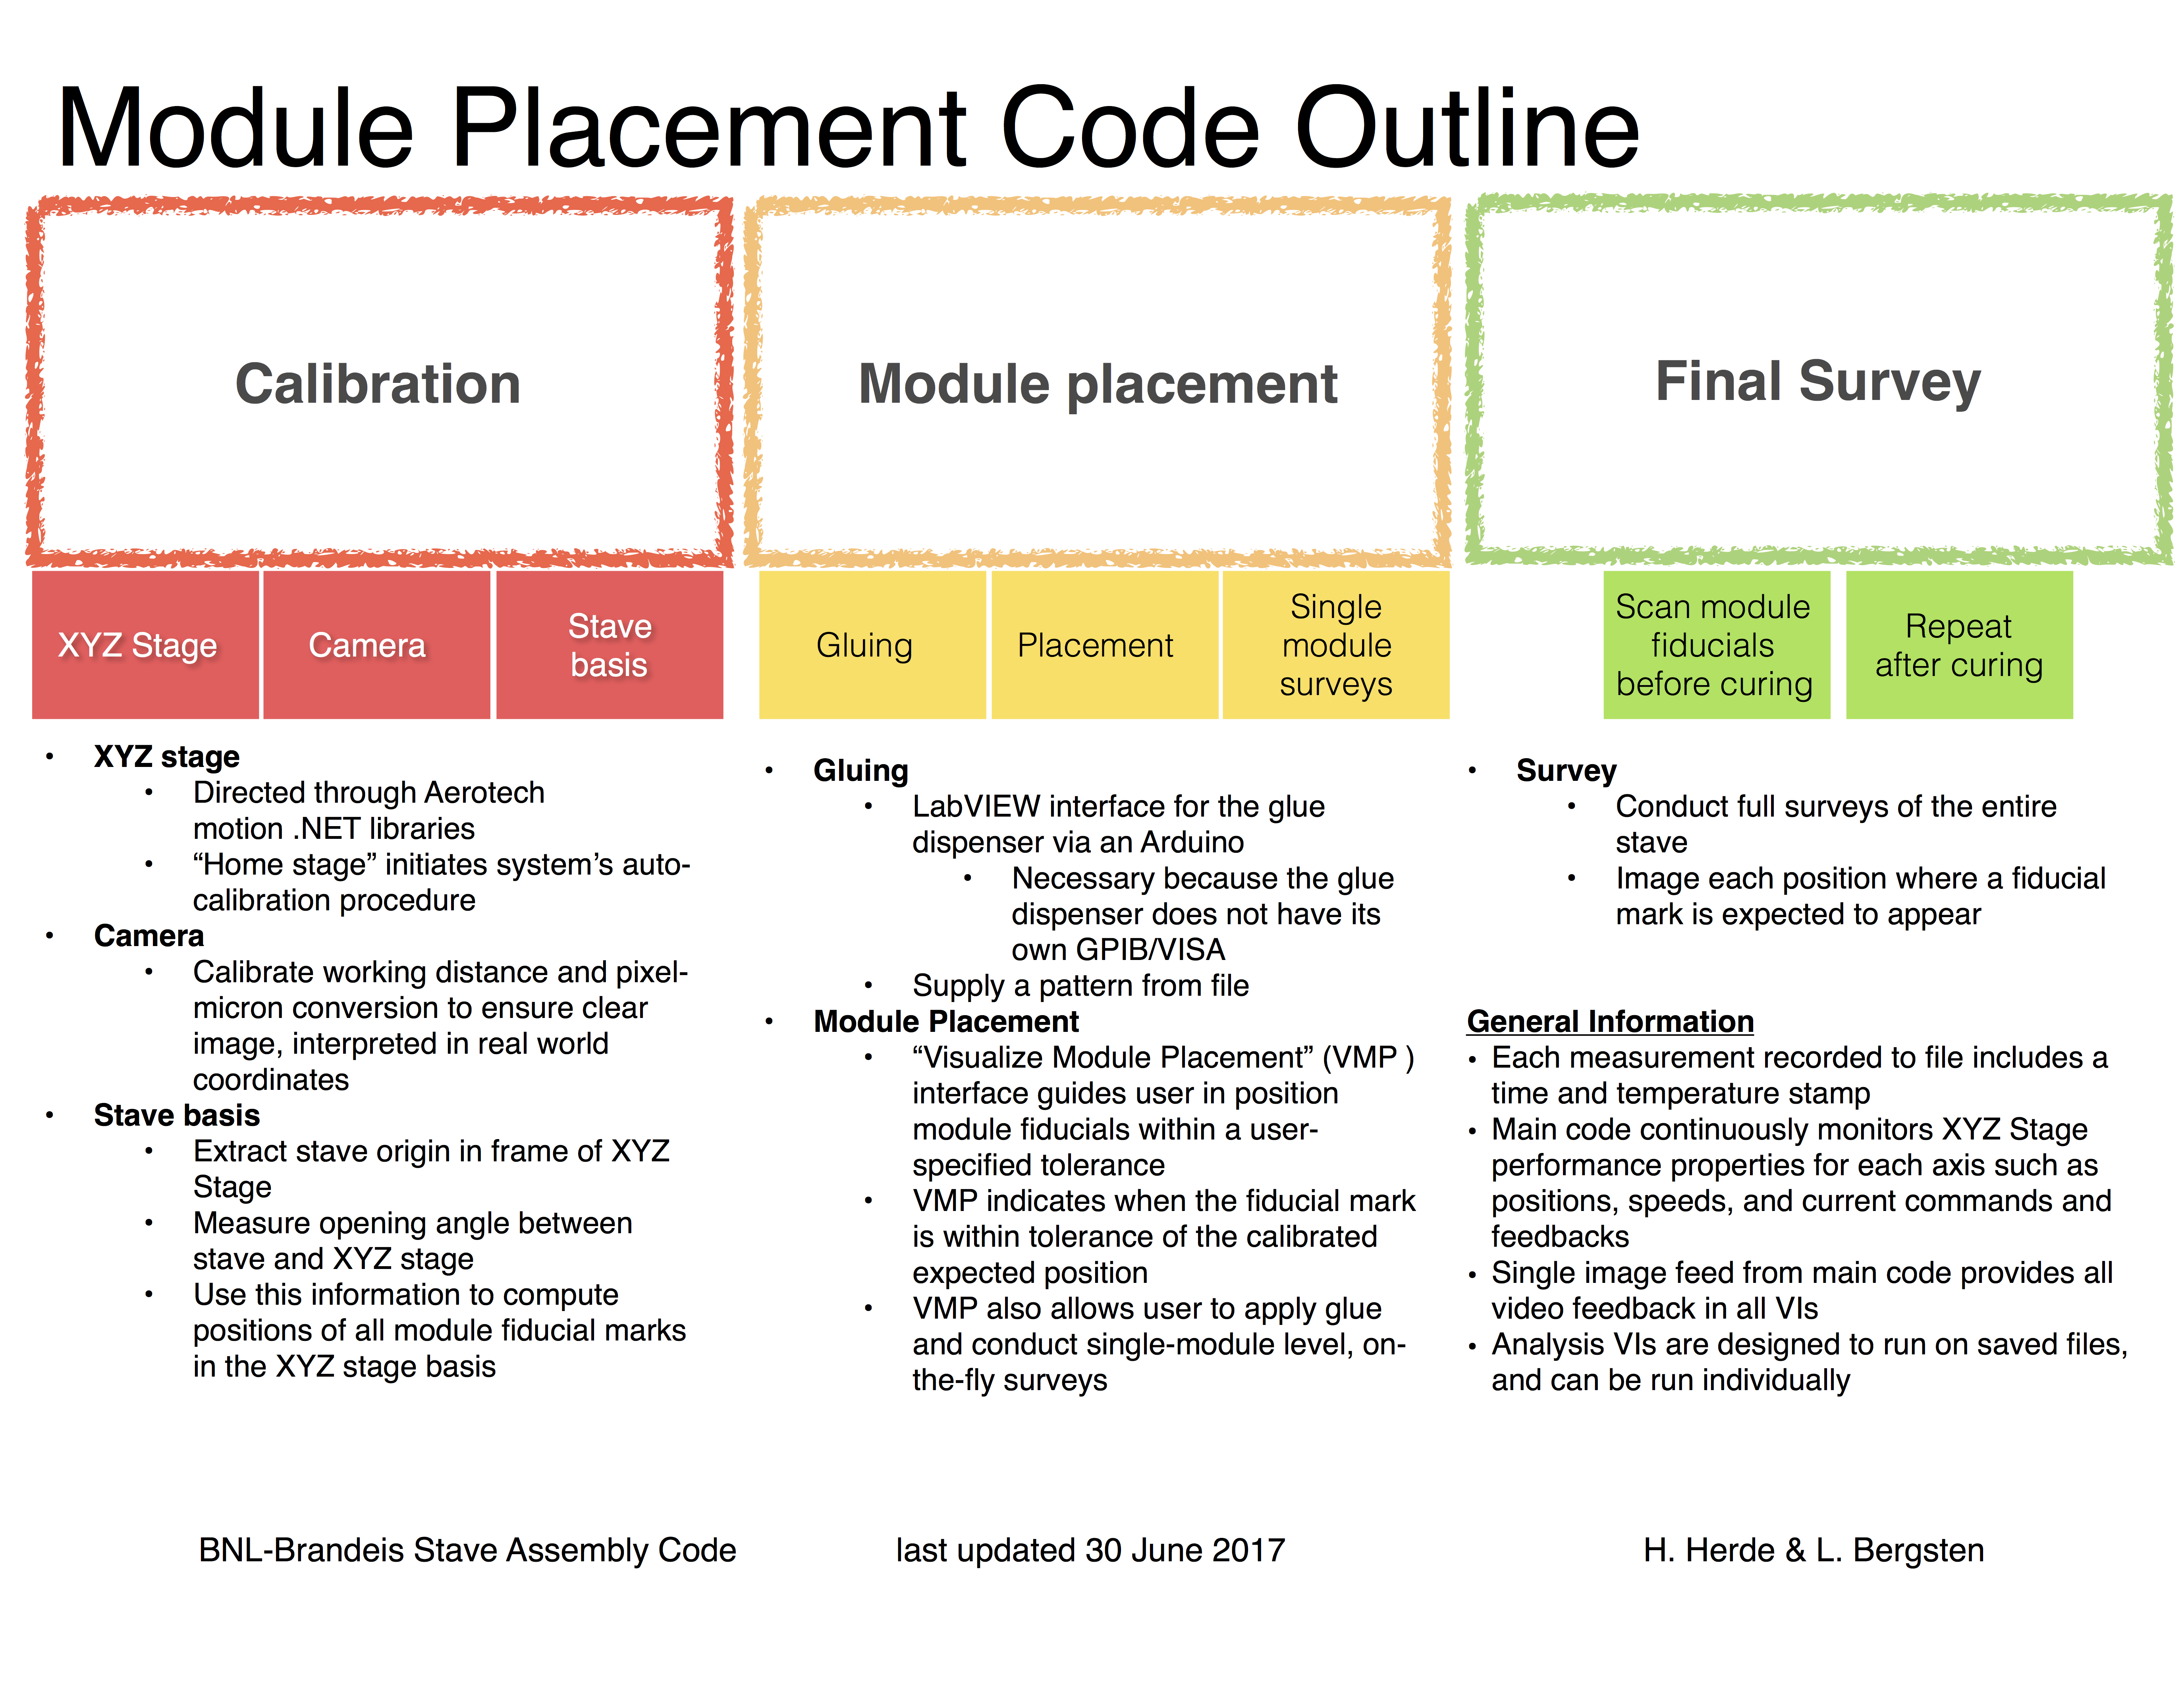 Module Placement Code Outline
Calibration
Module placement
Final Survey
XYZ Stage
Camera
Stave
basis
Gluing
Placement
Single
module
surveys
Scan module
fiducials
before curing
Repeat
after curing
• XYZ stage
• Directed through Aerotech
motion .NET libraries
• “Home stage” initiates system’s auto-
calibration procedure
• Camera
• Calibrate working distance and pixel-
micron conversion to ensure clear
image, interpreted in real world
coordinates
• Stave basis
• Extract stave origin in frame of XYZ
Stage
• Measure opening angle between
stave and XYZ stage
• Use this information to compute
positions of all module fiducial marks
in the XYZ stage basis
• Gluing
• LabVIEW interface for the glue
dispenser via an Arduino
• Necessary because the glue
dispenser does not have its
own GPIB/VISA
• Supply a pattern from file
• Module Placement
• “Visualize Module Placement” (VMP )
interface guides user in position
module fiducials within a user-
specified tolerance
• VMP indicates when the fiducial mark
is within tolerance of the calibrated
expected position
• VMP also allows user to apply glue
and conduct single-module level, on-
the-fly surveys
• Survey
• Conduct full surveys of the entire
stave
• Image each position where a fiducial
mark is expected to appear
General Information
• Each measurement recorded to file includes a
time and temperature stamp
• Main code continuously monitors XYZ Stage
performance properties for each axis such as
positions, speeds, and current commands and
feedbacks
• Single image feed from main code provides all
video feedback in all VIs
• Analysis VIs are designed to run on saved files,
and can be run individually
BNL-Brandeis Stave Assembly Code
last updated 30 June 2017
H. Herde & L. Bergsten